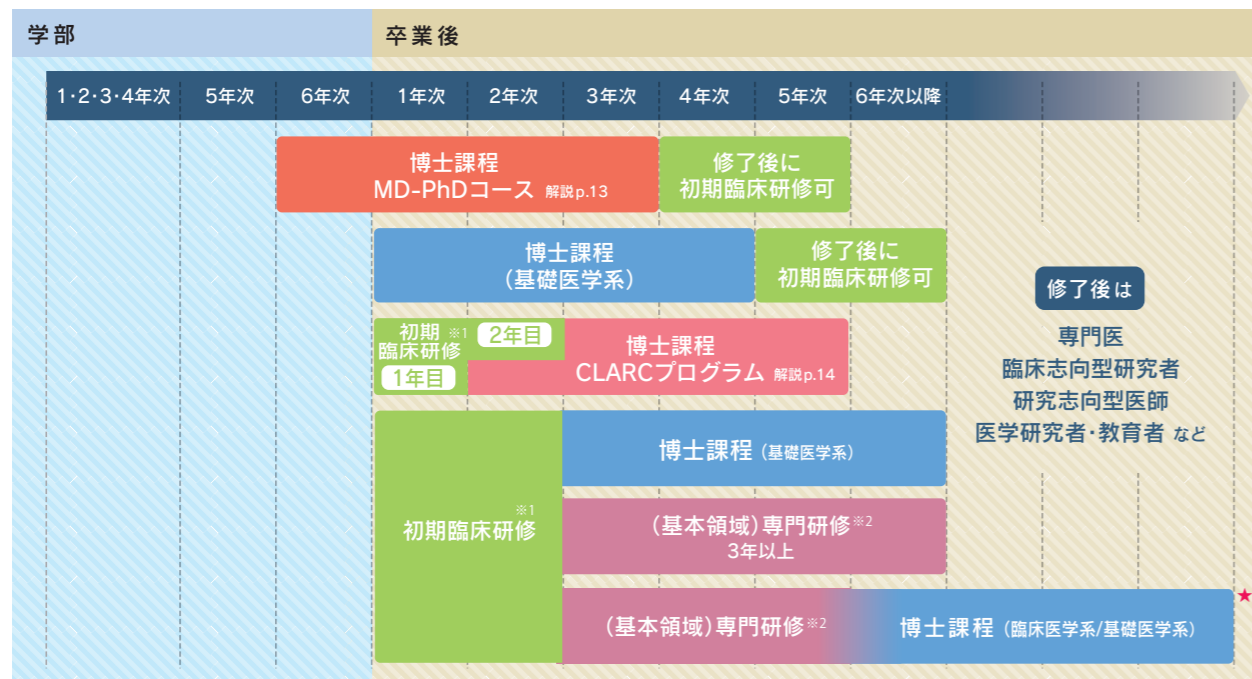 学部
卒業後
1・2・3・4年次 5年次 6年次 1年次 2年次 3年次 4年次 5年次 6年次以降
博士課程
MD-PhDコース 解説p.13
修了後に
初期臨床研修可
博士課程
(基礎医学系)
修了後に
初期臨床研修可
初期 ※1
臨床研修
1年目
2年目
博士課程
CLARCプログラム 解説p.14
初期臨床研修※1
博士課程(基礎医学系)
(基本領域)専門研修※2
3年以上
(基本領域)専門研修※2
博士課程(臨床医学系/基礎医学系)
★
修了後は
専門医
臨床志向型研究者
研究志向型医師
医学研究者・教育者 など